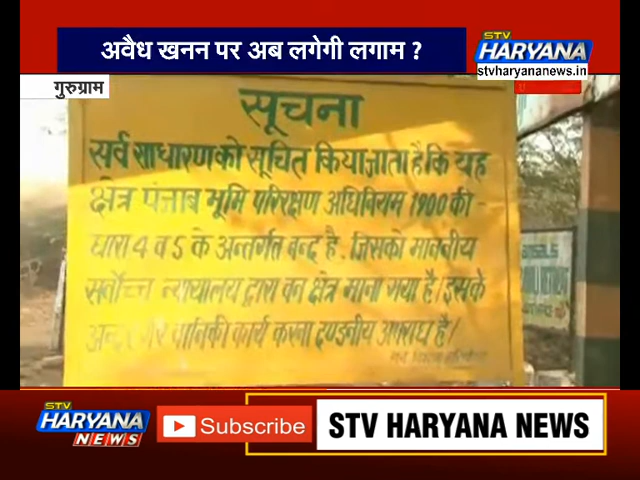 अवैध खनन पर अब लगेगी लगाम ?
STV
HARYANA
stvharyananews.in
गुरुग्राम
सूचना
सर्व साधारण को सूचित किया जाता है कि यह
क्षेत्र पंजाब भूमि परिरक्षण अधिनियम 1900 की -
धारा 4 व 5 के अन्तर्गत बन्द है. जिसको माननीय
सर्वोच्च न्यायालय द्वारा वन क्षेत्र माना गया है। इसके
अन्दर गैर वानिकी कार्य करना दण्डनीय अपराध है।
STV
HARYANA
NEWS
Subscribe
STV HARYANA NEWS